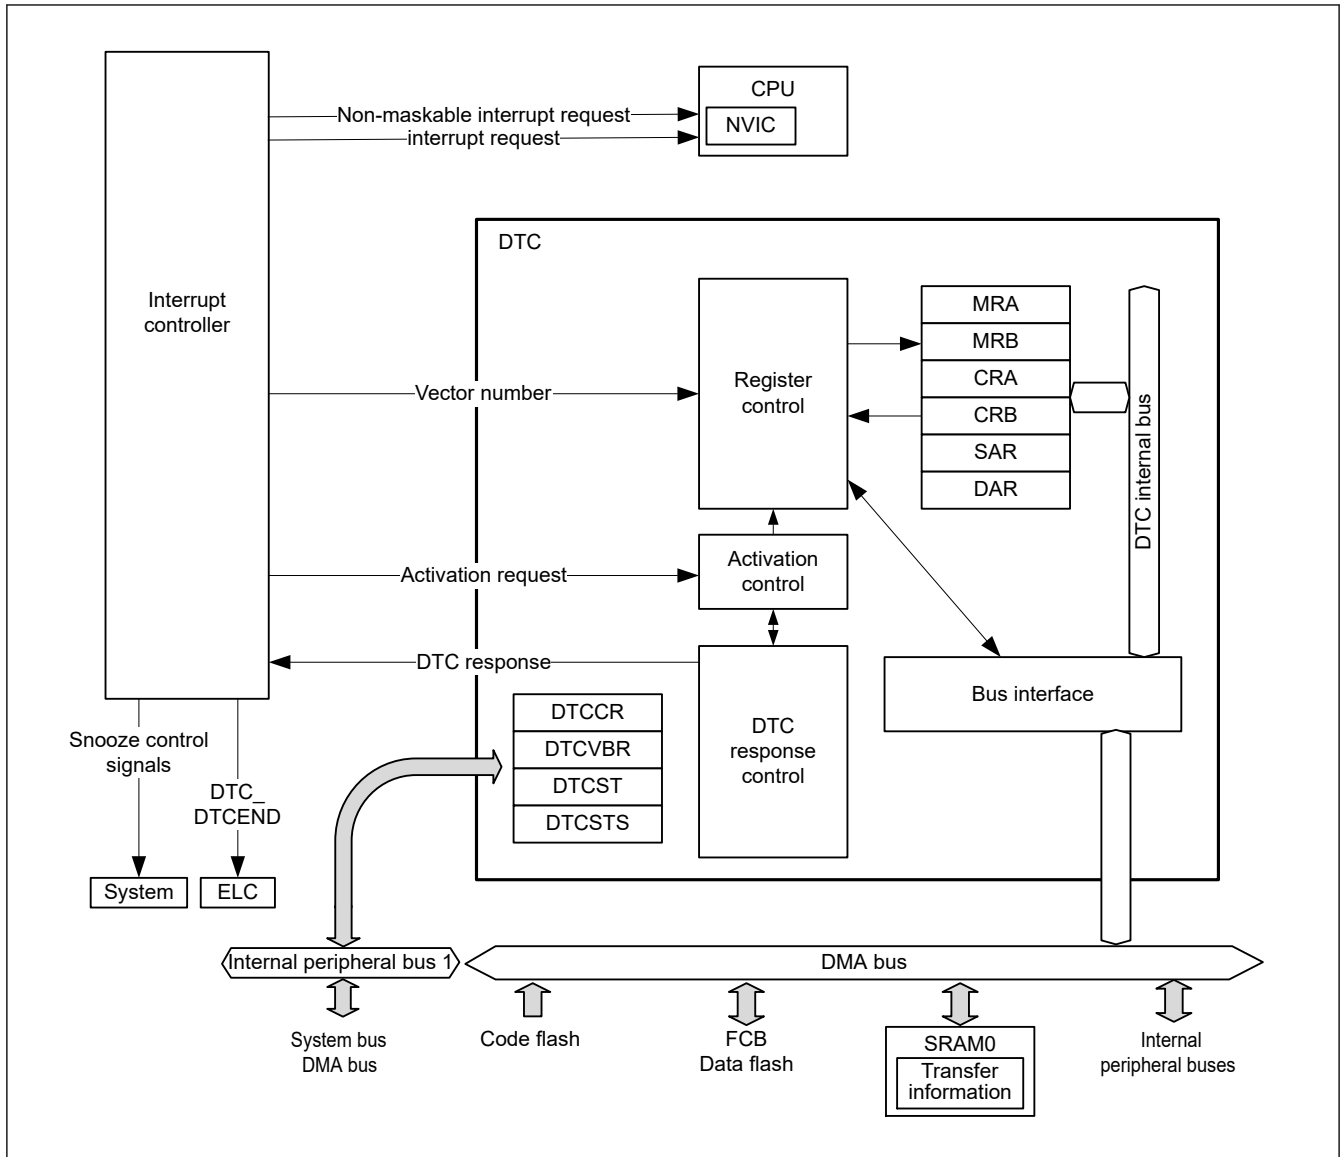 CPU
Non-maskable interrupt request
NVIC
interrupt request
DTC
Interrupt
controller
MRA
MRB
Register
control
CRA
Vector number
CRB
SAR
DAR
DTC internal bus
Activation
control
Activation request
DTC response
Bus interface
DTCCR
DTCVBR
DTCST
DTCSTS
DTC
response
control
Snooze control
signals
DTC_
DTCEND
System
ELC
Internal peripheral bus 1
DMA bus
System bus
DMA bus
Code flash
FCB
Data flash
SRAM0
Transfer
information
Internal
peripheral buses